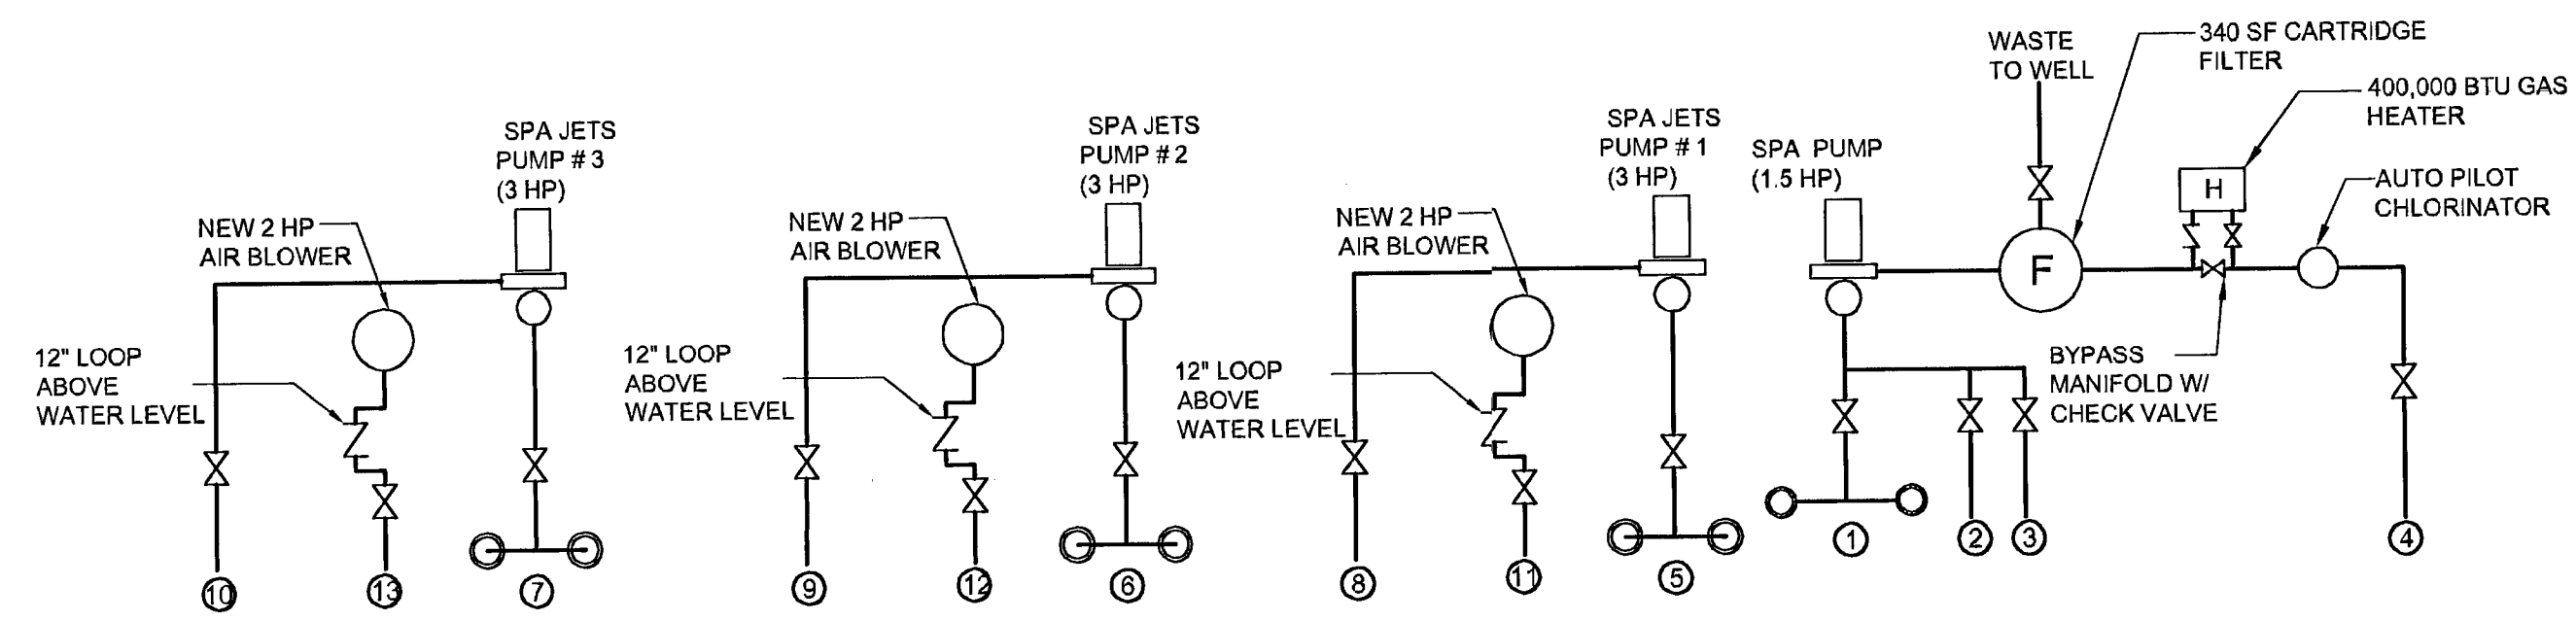 SPA JETS
PUMP # 3
(3 HP)
NEW 2 HP
AIR BLOWER
12" LOOP
ABOVE
WATER LEVEL
10
13
7
SPA JETS
PUMP # 2
(3 HP)
NEW 2 HP
AIR BLOWER
12" LOOP
ABOVE
WATER LEVEL
9
12
6
SPA JETS
PUMP # 1
(3 HP)
NEW 2 HP
AIR BLOWER
12" LOOP
ABOVE
WATER LEVEL
8
11
5
SPA PUMP
(1.5 HP)
WASTE
TO WELL
340 SF CARTRIDGE
FILTER
400,000 BTU GAS
HEATER
H
AUTO PILOT
CHLORINATOR
F
BYPASS
MANIFOLD W/
CHECK VALVE
1
2
3
4